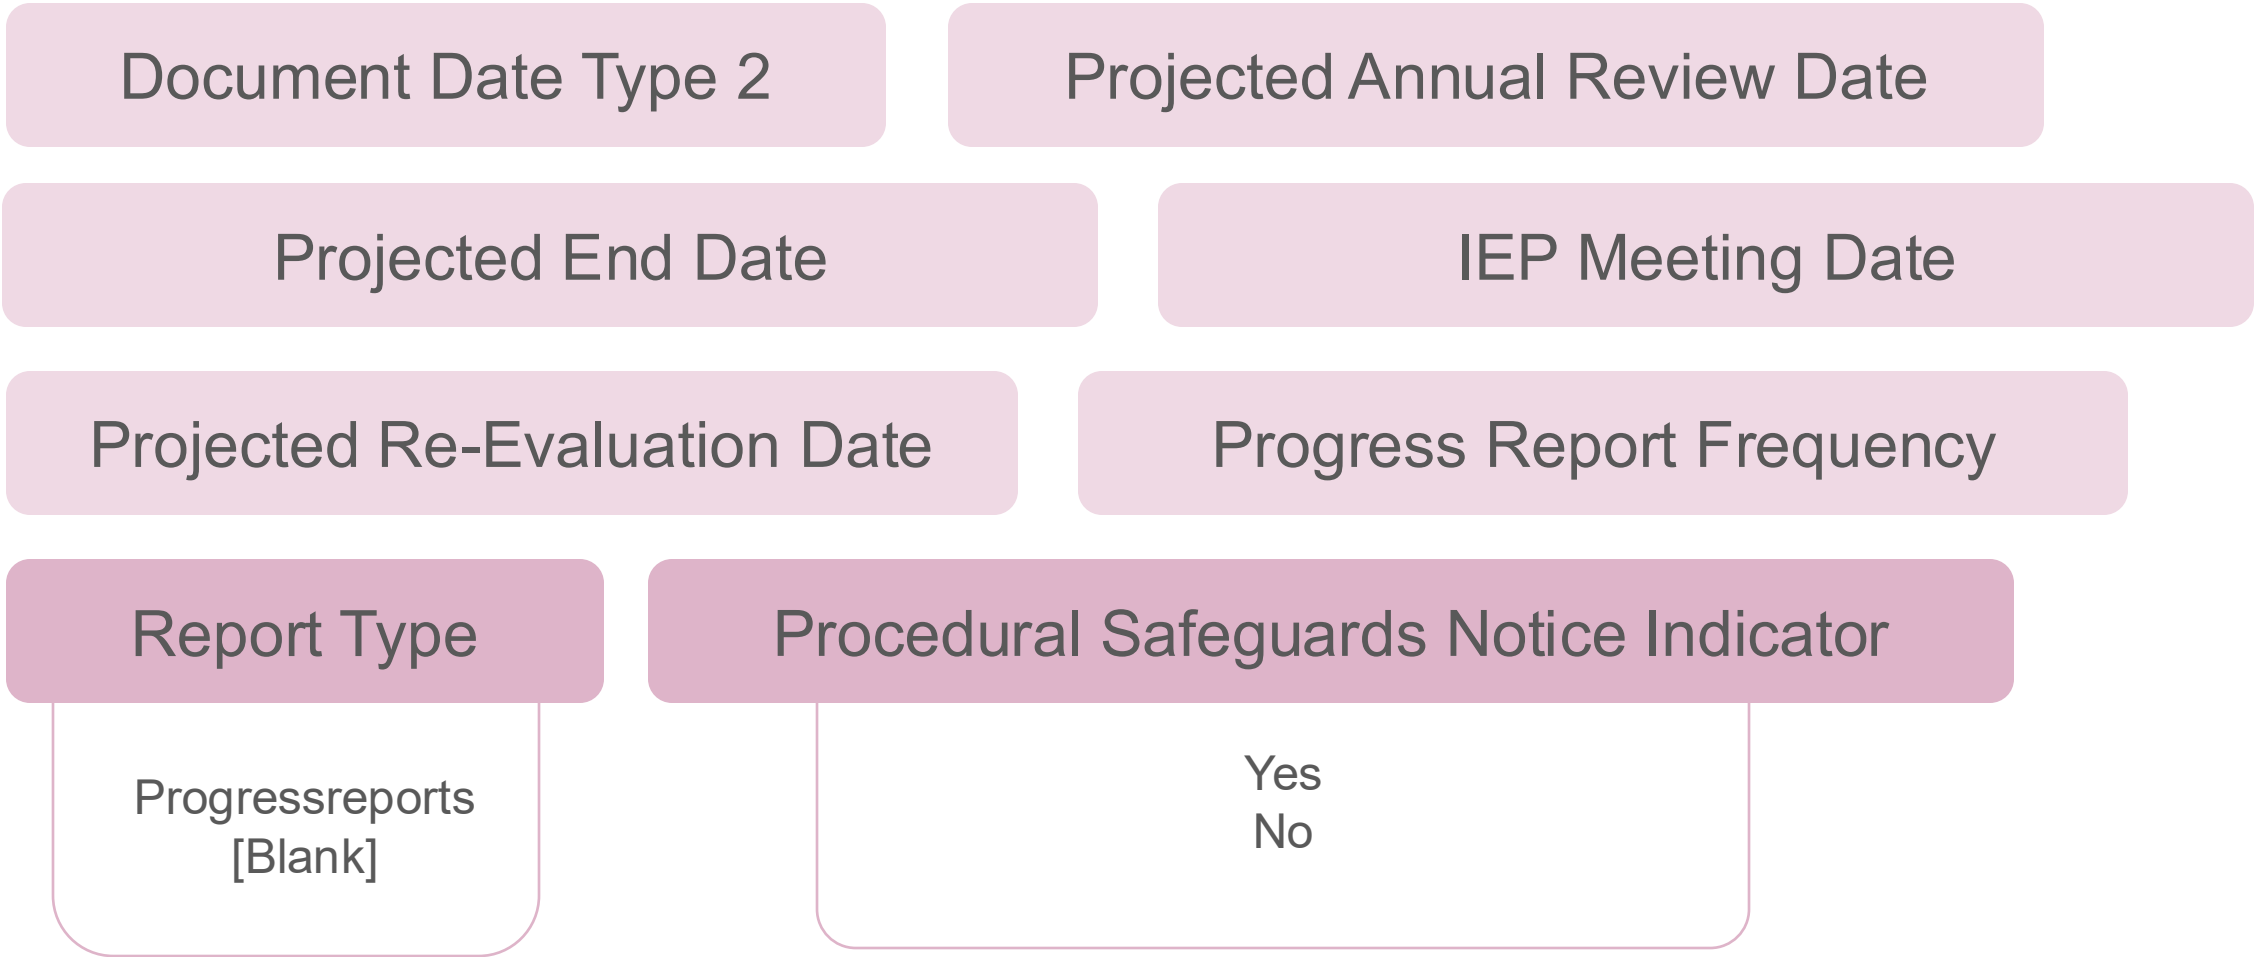 Document Date Type 2
Projected Annual Review Date
Projected End Date
IEP Meeting Date
Projected Re-Evaluation Date
Progress Report Frequency
Report Type
Procedural Safeguards Notice Indicator
Progressreports
[Blank]
Yes
No